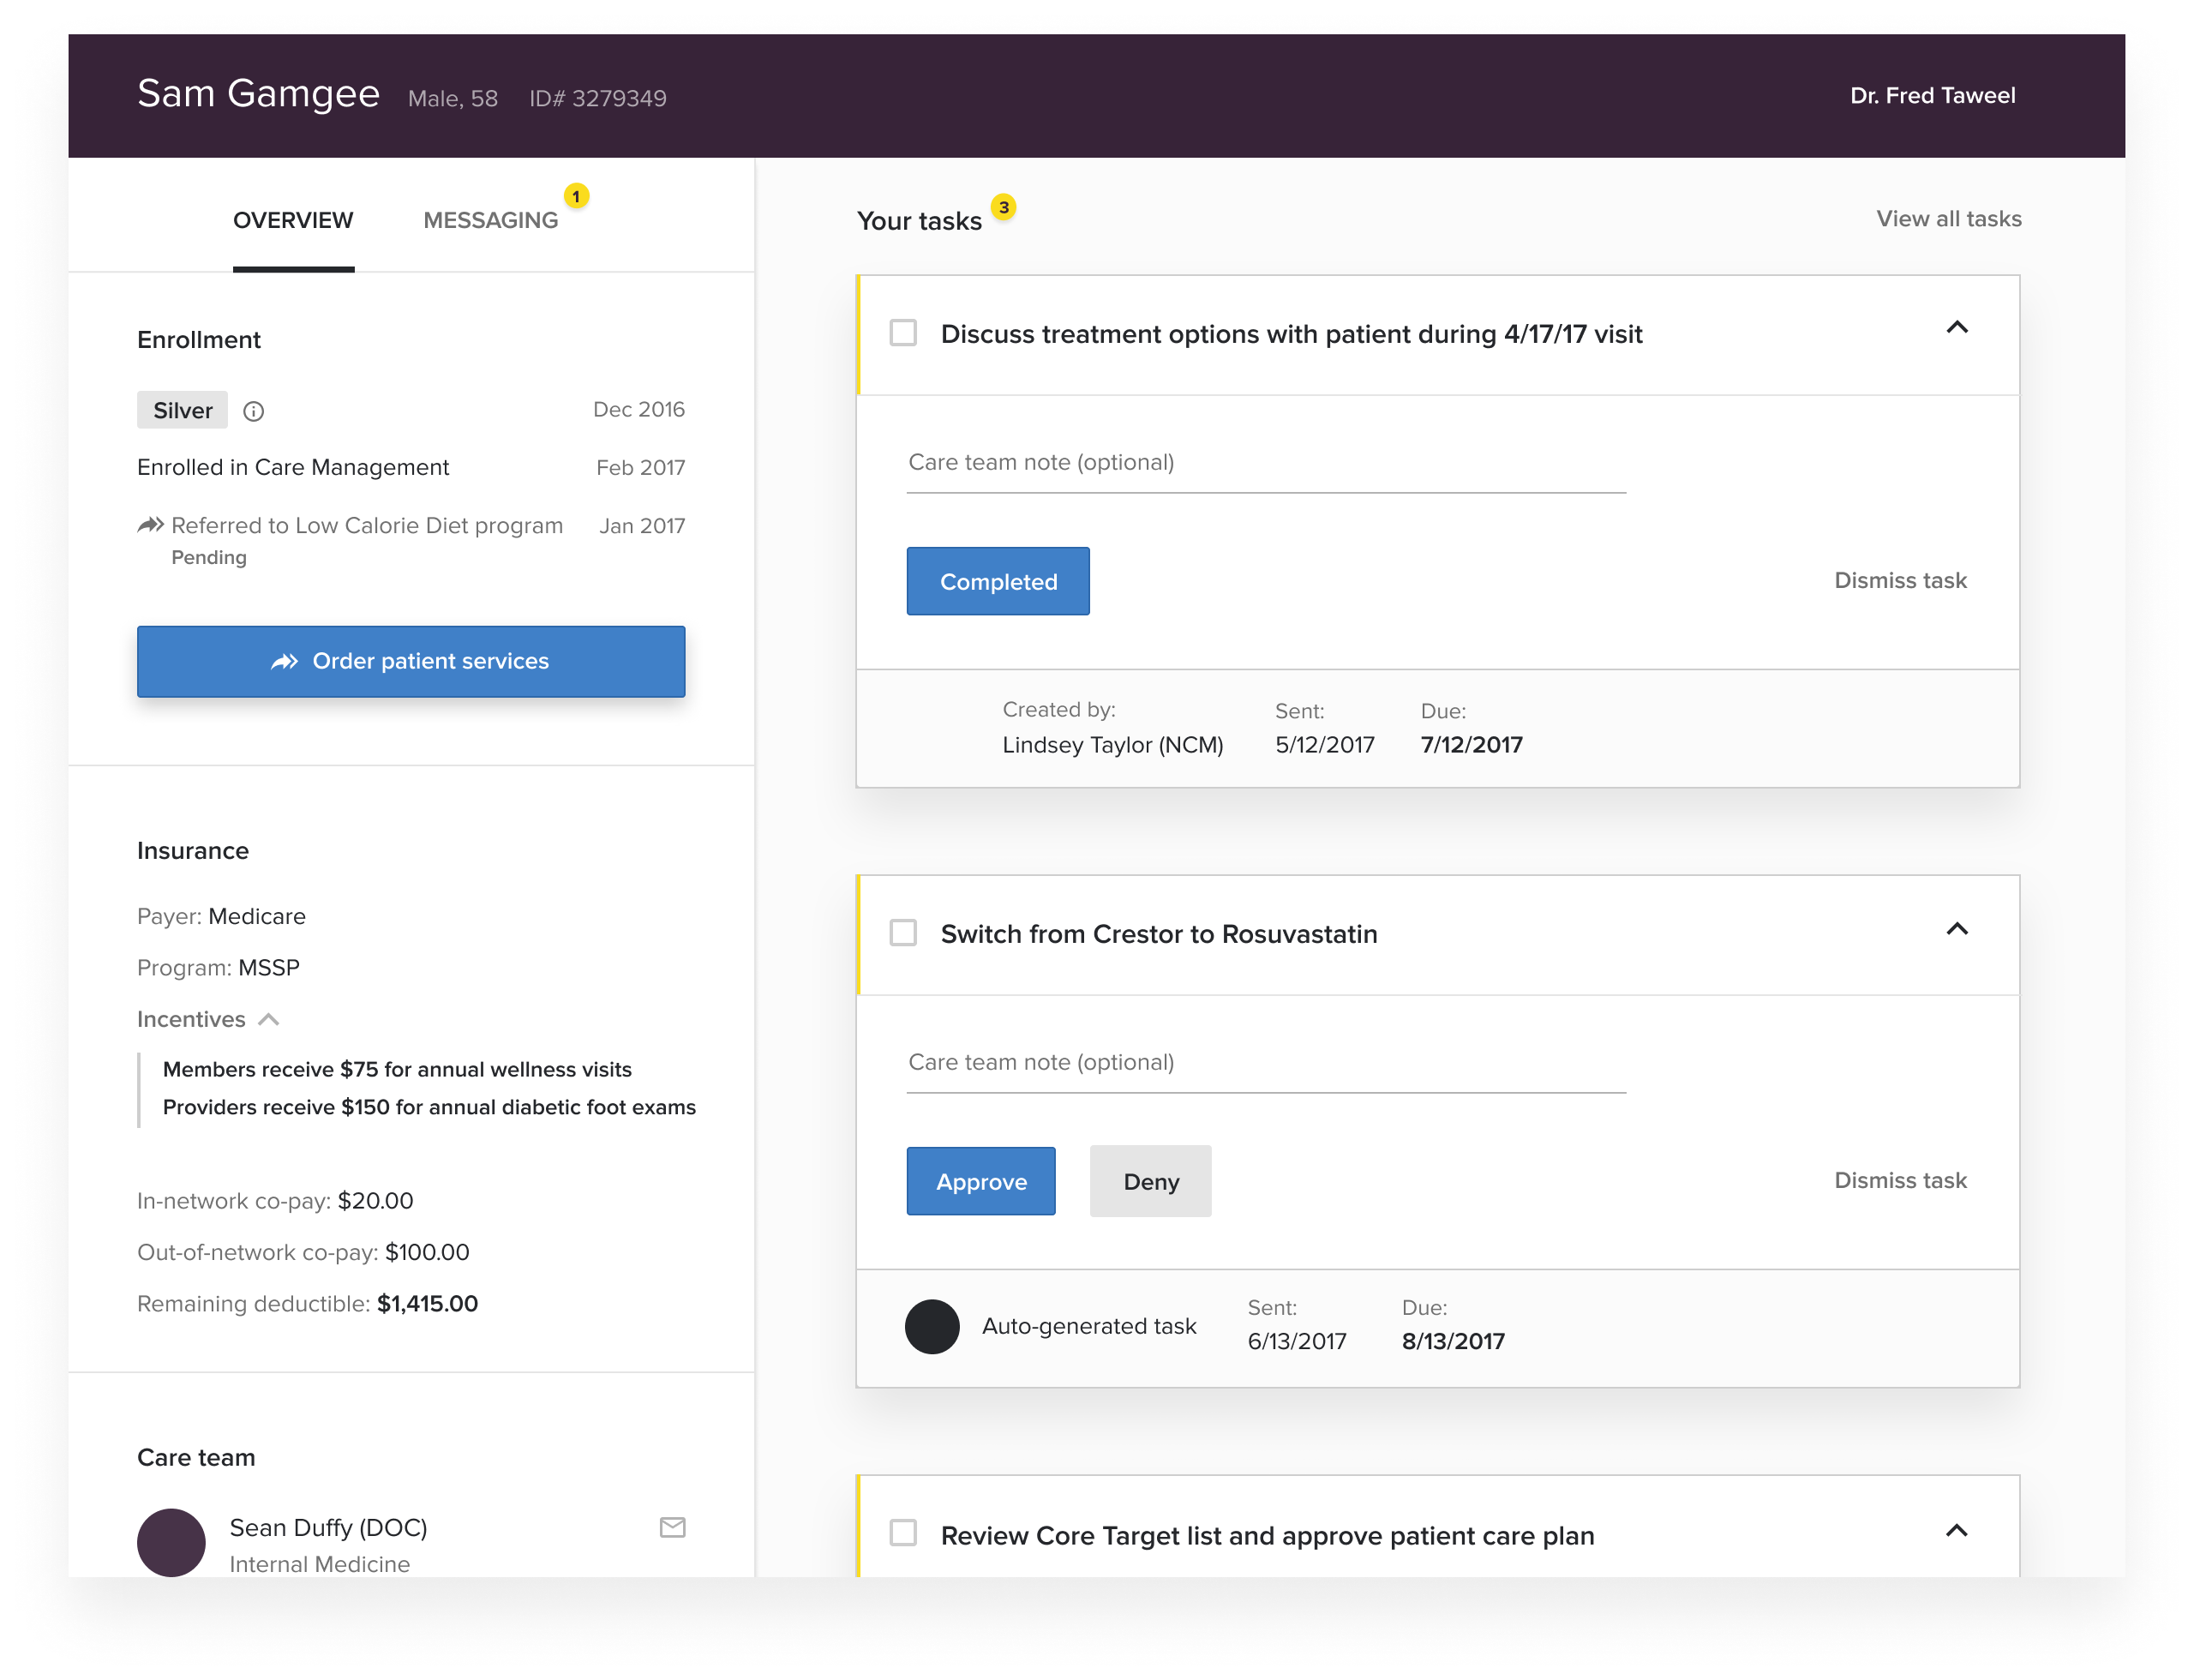 Sam Gamgee Male, 58 ID# 3279349
Dr. Fred Taweel
OVERVIEW
MESSAGING 1
Enrollment
Silver Dec 2016
Enrolled in Care Management Feb 2017
Referred to Low Calorie Diet program Jan 2017
Pending
Order patient services
Insurance
Payer: Medicare
Program: MSSP
Incentives
Members receive $75 for annual wellness visits
Providers receive $150 for annual diabetic foot exams
In-network co-pay: $20.00
Out-of-network co-pay: $100.00
Remaining deductible: $1,415.00
Care team
Sean Duffy (DOC)
Internal Medicine
Your tasks 3
View all tasks
Discuss treatment options with patient during 4/17/17 visit
Care team note (optional)
Completed
Dismiss task
Created by: Sent: Due:
Lindsey Taylor (NCM) 5/12/2017 7/12/2017
Switch from Crestor to Rosuvastatin
Care team note (optional)
Approve
Deny
Dismiss task
Auto-generated task
Sent: Due:
6/13/2017 8/13/2017
Review Core Target list and approve patient care plan